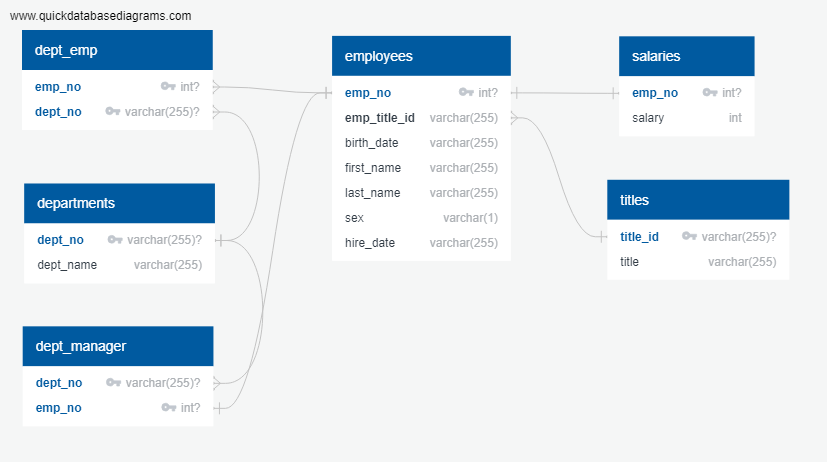 www.quickdatabasediagrams.com
dept_emp
emp_no int?
dept_no varchar(255)?
departments
dept_no varchar(255)?
dept_name varchar(255)
dept_manager
dept_no varchar(255)?
emp_no int?
employees
emp_no int?
emp_title_id varchar(255)
birth_date varchar(255)
first_name varchar(255)
last_name varchar(255)
sex varchar(1)
hire_date varchar(255)
salaries
emp_no int?
salary int
titles
title_id varchar(255)?
title varchar(255)